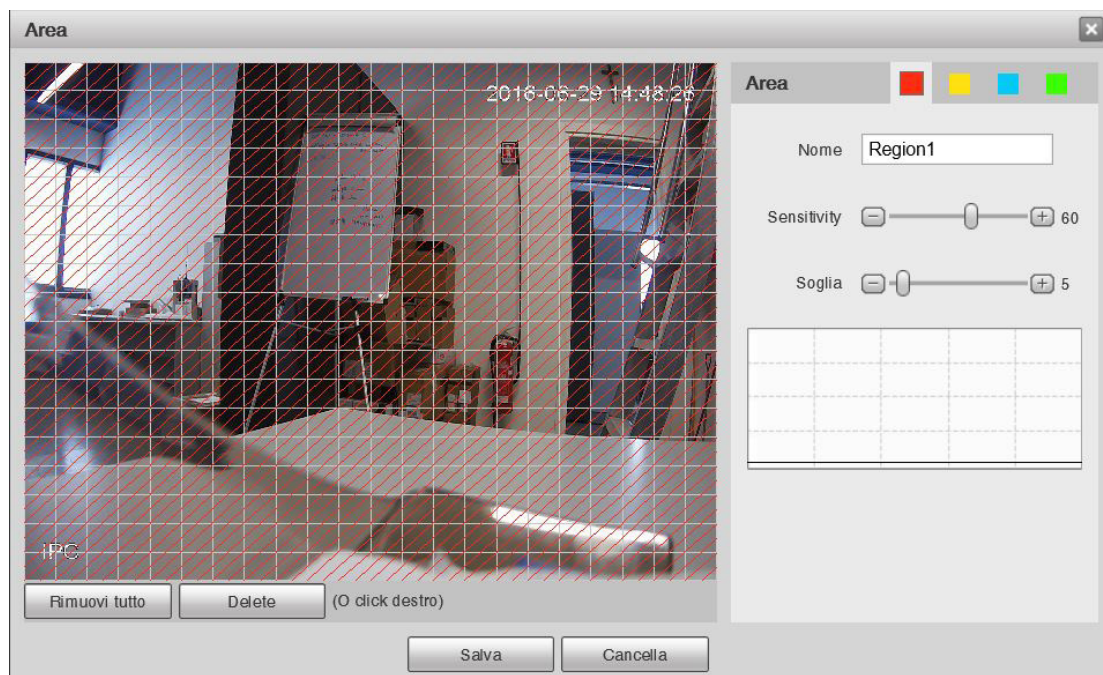 Area
2016-06-29 14:48:26
IPC
Rimuovi tutto
Delete
(O click destro)
Area
Nome
Region1
Sensitivity
60
Soglia
5
Salva
Cancella